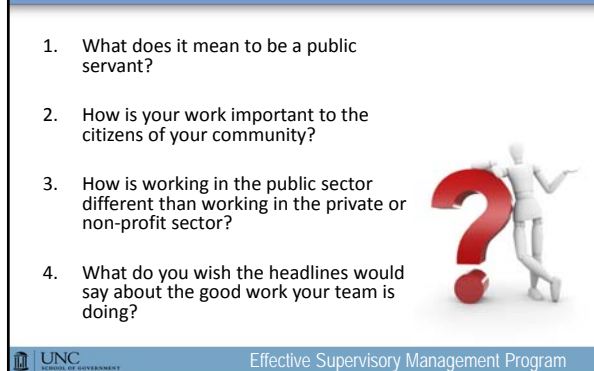 1. What does it mean to be a public
servant?
2. How is your work important to the
citizens of your community?
3. How is working in the public sector
different than working in the private or
non-profit sector?
4. What do you wish the headlines would
say about the good work your team is
doing?
UNC
SCHOOL OF GOVERNMENT
Effective Supervisory Management Program